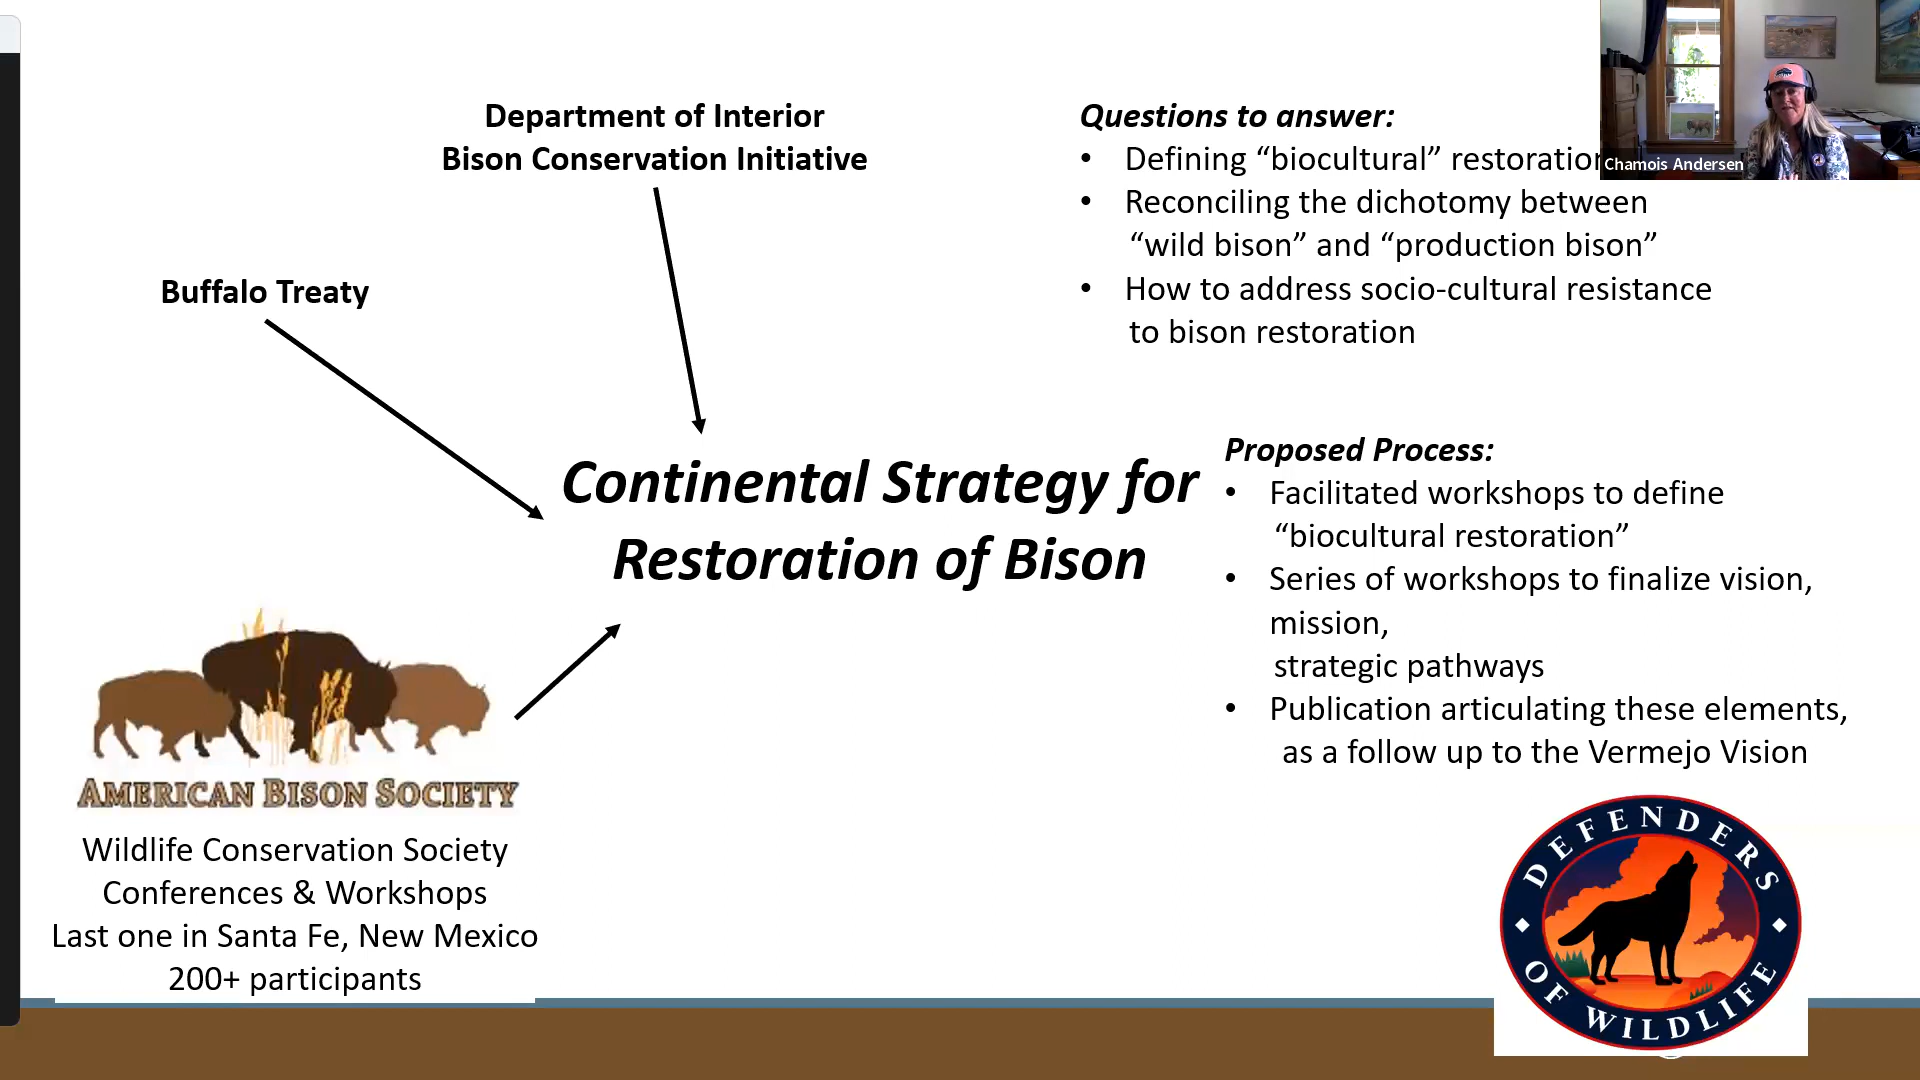 Department of Interior
Bison Conservation Initiative
Buffalo Treaty
Continental Strategy for
Restoration of Bison
AMERICAN BISON SOCIETY
Wildlife Conservation Society
Conferences & Workshops
Last one in Santa Fe, New Mexico
200+ participants
Questions to answer:
• Defining “biocultural” restoration
• Reconciling the dichotomy between
“wild bison” and “production bison”
• How to address socio-cultural resistance
to bison restoration
Proposed Process:
• Facilitated workshops to define
“biocultural restoration”
• Series of workshops to finalize vision,
mission,
strategic pathways
• Publication articulating these elements,
as a follow up to the Vermejo Vision
Chamois Andersen
DEFENDERS
OF WILDLIFE